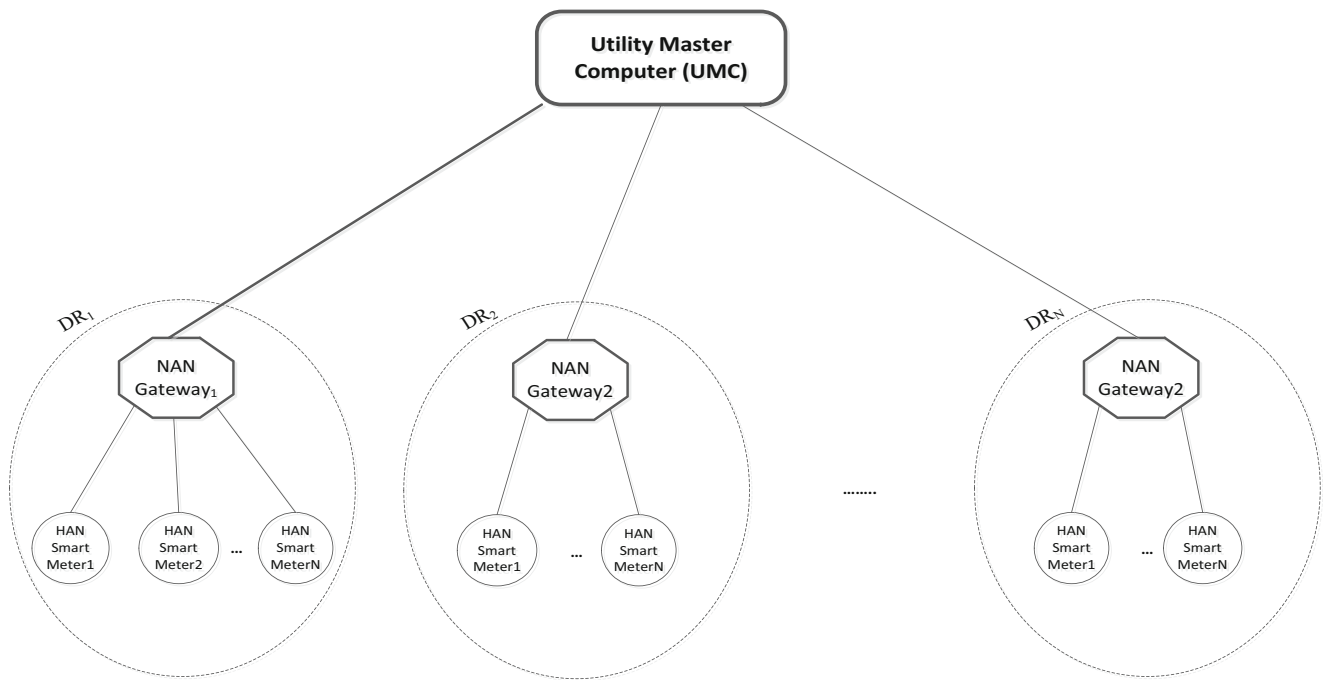 Utility Master
Computer (UMC)
DR₁
DR₂
DR_N
NAN
Gateway₁
NAN
Gateway2
NAN
Gateway2
........
HAN
Smart
Meter1
HAN
Smart
Meter2
...
HAN
Smart
MeterN
HAN
Smart
Meter1
...
HAN
Smart
MeterN
HAN
Smart
Meter1
...
HAN
Smart
MeterN